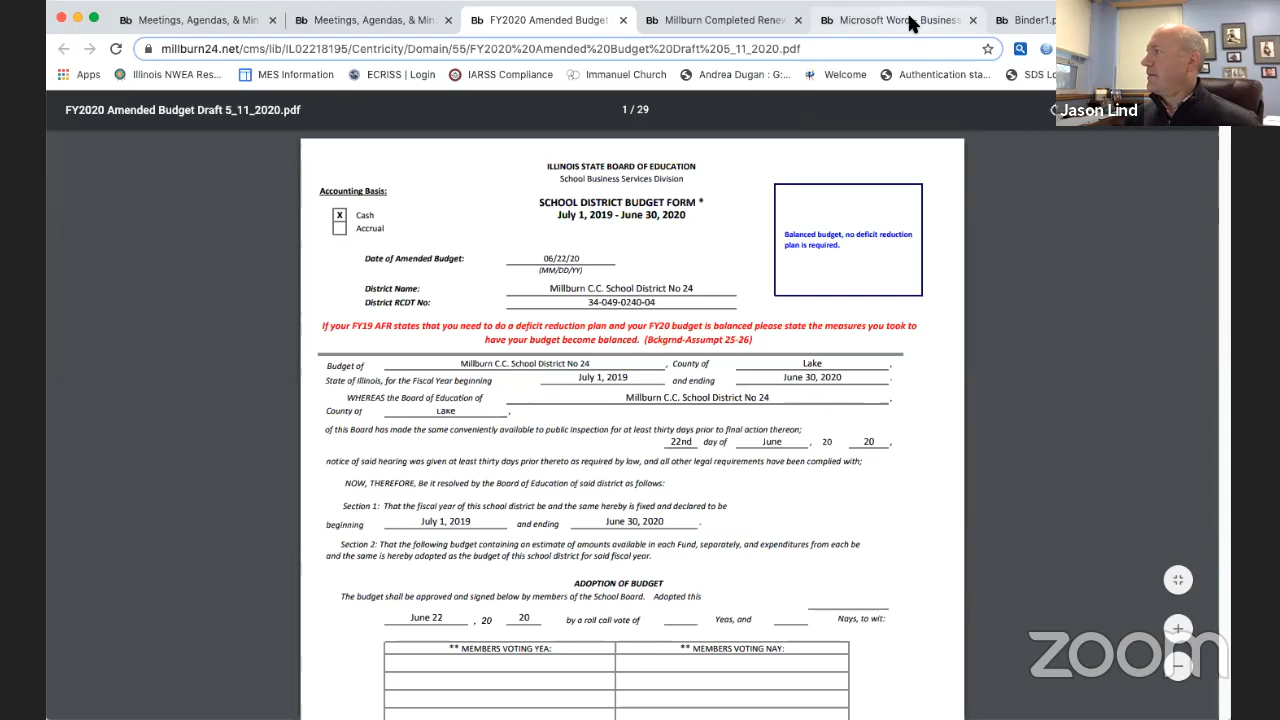 Bb Meetings, Agendas, & Min × Bb Meetings, Agendas, & Min × Bb FY2020 Amended Budget × Bb Millburn Completed Rene × Bb Microsoft Word Business × Bb Binder1.p
millburn24.net/cms/lib/IL02218195/Centricity/Domain/55/FY2020%20Amended%20Budget%20Draft%205_11_2020.pdf
Apps Illinois NWEA Res... MES Information ECRISS | Login IARSS Compliance Immanuel Church Andrea Dugan : G:... Welcome Authentication sta... SDS Lo
FY2020 Amended Budget Draft 5_11_2020.pdf 1 / 29
Jason Lind
ILLINOIS STATE BOARD OF EDUCATION
School Business Services Division
Accounting Basis:
SCHOOL DISTRICT BUDGET FORM *
July 1, 2019 - June 30, 2020
X Cash
Accrual
Balanced budget, no deficit reduction
plan is required.
Date of Amended Budget: 06/22/20
(MM/DD/YY)
District Name: Millburn C.C. School District No 24
District RCDT No: 34-049-0240-04
If your FY19 AFR states that you need to do a deficit reduction plan and your FY20 budget is balanced please state the measures you took to
have your budget become balanced. (Bckgrnd-Assumpt 25-26)
Budget of Millburn C.C. School District No 24 , County of Lake ,
State of Illinois, for the Fiscal Year beginning July 1, 2019 and ending June 30, 2020 .
WHEREAS the Board of Education of Millburn C.C. School District No 24 ,
County of Lake ,
of this Board has made the same conveniently available to public inspection for at least thirty days prior to final action thereon;
22nd day of June , 20 20 ,
notice of said hearing was given at least thirty days prior thereto as required by law, and all other legal requirements have been complied with;
NOW, THEREFORE, Be it resolved by the Board of Education of said district as follows:
Section 1: That the fiscal year of this school district be and the same hereby is fixed and declared to be
beginning July 1, 2019 and ending June 30, 2020 .
Section 2: That the following budget containing an estimate of amounts available in each Fund, separately, and expenditures from each be
and the same is hereby adopted as the budget of this school district for said fiscal year.
ADOPTION OF BUDGET
The budget shall be approved and signed below by members of the School Board. Adopted this
June 22 , 20 20 by a roll call vote of Yeas, and Nays, to wit:
** MEMBERS VOTING YEA: ** MEMBERS VOTING NAY:
zoom